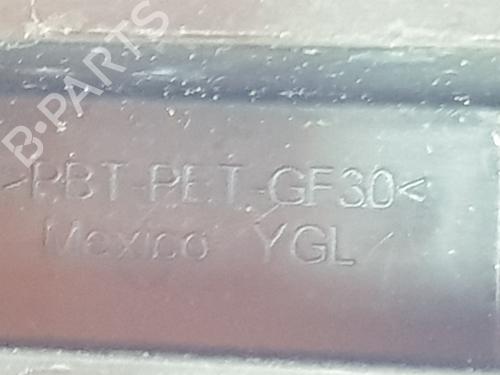 B-PARTS
>PBT-PET-GF30<
Mexico YGL